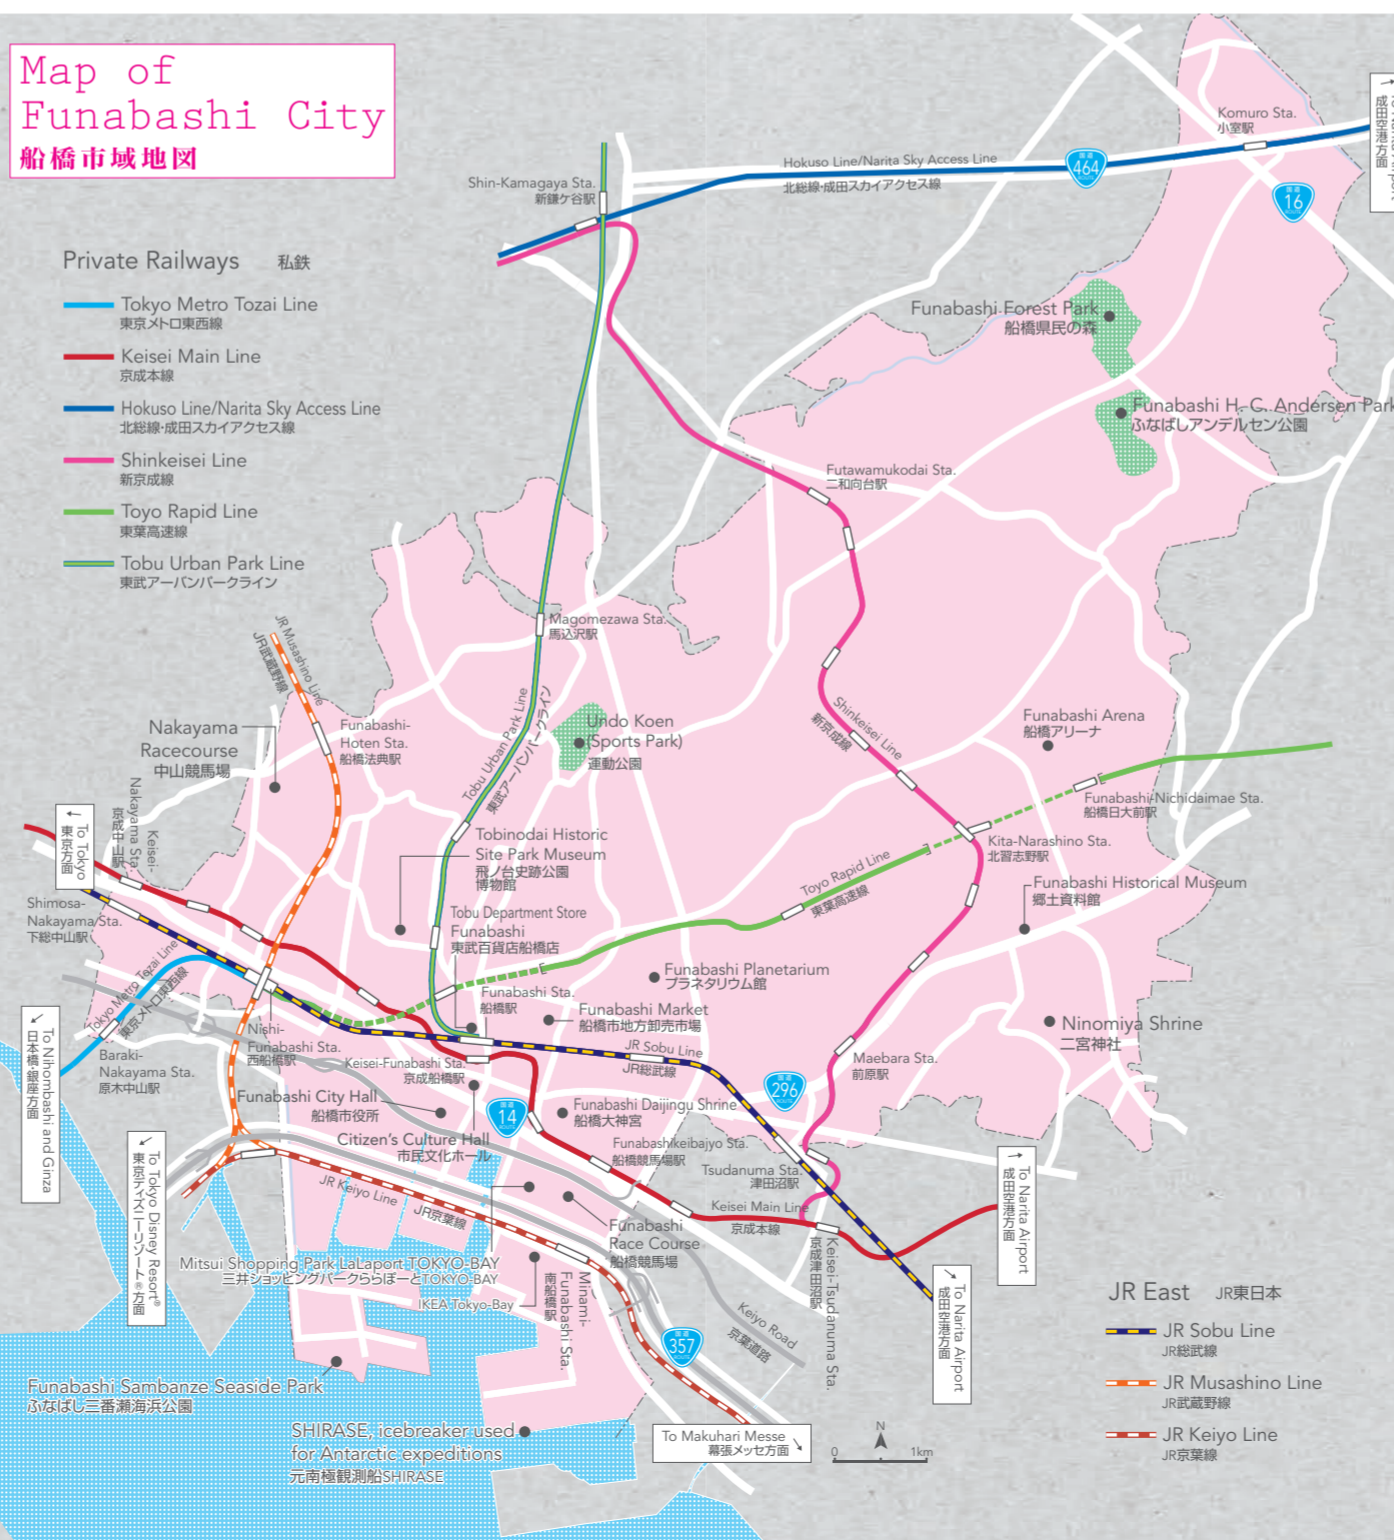 Map of
Funabashi City
船橋市域地図
Private Railways 私鉄
Tokyo Metro Tozai Line
東京メトロ東西線
Keisei Main Line
京成本線
Hokuso Line/Narita Sky Access Line
北総線・成田スカイアクセス線
Shinkeisei Line
新京成線
Toyo Rapid Line
東葉高速線
Tobu Urban Park Line
東武アーバンパークライン
Komuro Sta.
小室駅
成田空港方面
Hokuso Line/Narita Sky Access Line
北総線・成田スカイアクセス線
国道
464
ROUTE
国道
16
ROUTE
Shin-Kamagaya Sta.
新鎌ケ谷駅
Funabashi Forest Park
船橋県民の森
Funabashi H. C. Andersen Park
ふなばしアンデルセン公園
Futawamukodai Sta.
二和向台駅
Magomezawa Sta.
馬込沢駅
JR Musashino Line
JR武蔵野線
Nakayama
Racecourse
中山競馬場
Funabashi-
Hoten Sta.
船橋法典駅
Tobu Urban Park Line
東武アーバンパークライン
Undo Koen
(Sports Park)
運動公園
Shinkeisei Line
新京成線
Funabashi Arena
船橋アリーナ
Funabashi-Nichidaimae Sta.
船橋日大前駅
Kita-Narashino Sta.
北習志野駅
Toyo Rapid Line
東葉高速線
Funabashi Historical Museum
郷土資料館
To Tokyo
東京方面
Keisei
Nakayama Sta.
京成中山駅
Tobinodai Historic
Site Park Museum
飛ノ台史跡公園
博物館
Shimosa-
Nakayama Sta.
下総中山駅
Tobu Department Store
Funabashi
東武百貨店船橋店
Tokyo Metro Tozai Line
東京メトロ東西線
Funabashi Planetarium
プラネタリウム館
Funabashi Sta.
船橋駅
Funabashi Market
船橋市地方卸売市場
Ninomiya Shrine
二宮神社
To Nihombashi and Ginza
日本橋・銀座方面
Baraki-
Nakayama Sta.
原木中山駅
Nishi-
Funabashi Sta.
西船橋駅
Keisei-Funabashi Sta.
京成船橋駅
JR Sobu Line
JR総武線
Maebara Sta.
前原駅
国道
296
ROUTE
Funabashi City Hall
船橋市役所
国道
14
ROUTE
Funabashi Daijingu Shrine
船橋大神宮
Citizen's Culture Hall
市民文化ホール
Funabashikeibajyo Sta.
船橋競馬場駅
Tsudanuma Sta.
津田沼駅
To Tokyo Disney Resort®
東京ディズニーリゾート®方面
JR Keiyo Line
JR京葉線
Keisei Main Line
京成本線
To Narita Airport
成田空港方面
Funabashi
Race Course
船橋競馬場
Mitsui Shopping Park LaLaport TOKYO-BAY
三井ショッピングパークららぽーとTOKYO-BAY
IKEA Tokyo-Bay
Minami-
Funabashi Sta.
南船橋駅
Keisei-Tsudanuma Sta.
京成津田沼駅
To Narita Airport
成田空港方面
Keiyo Road
京葉道路
国道
357
ROUTE
Funabashi Sambanze Seaside Park
ふなばし三番瀬海浜公園
SHIRASE, icebreaker used
for Antarctic expeditions
元南極観測船SHIRASE
To Makuhari Messe
幕張メッセ方面
N
0 1km
JR East JR東日本
JR Sobu Line
JR総武線
JR Musashino Line
JR武蔵野線
JR Keiyo Line
JR京葉線